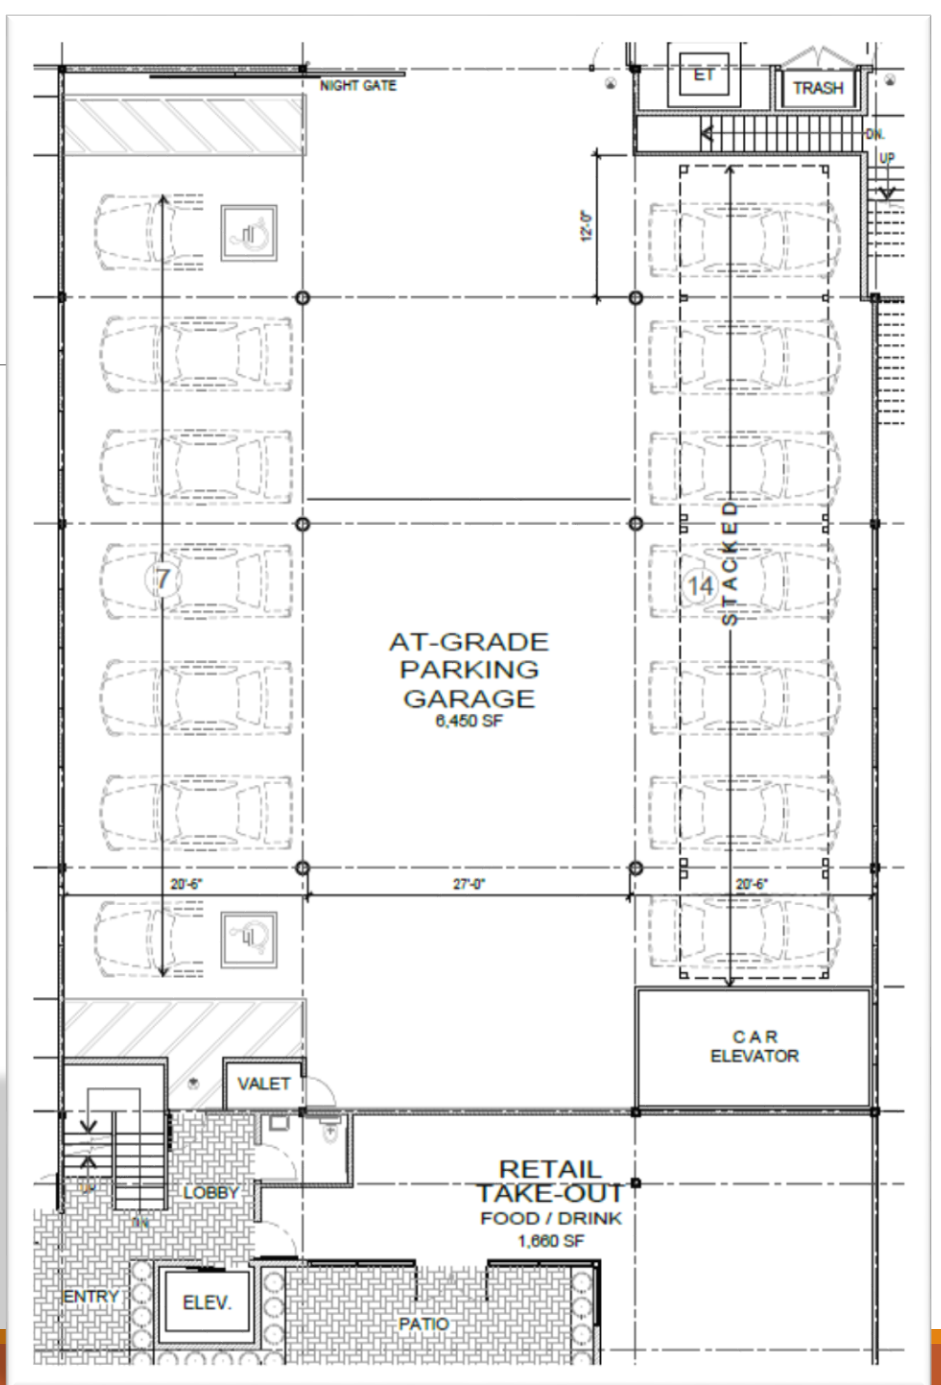 ET
TRASH
NIGHT GATE
DN.
UP
12'-0"
7
14
STACKED
AT-GRADE
PARKING
GARAGE
6,450 SF
20'-6"
27'-0"
20'-6"
CAR
ELEVATOR
VALET
RETAIL
TAKE-OUT
FOOD / DRINK
1,660 SF
UP
LOBBY
DN.
ENTRY
ELEV.
PATIO